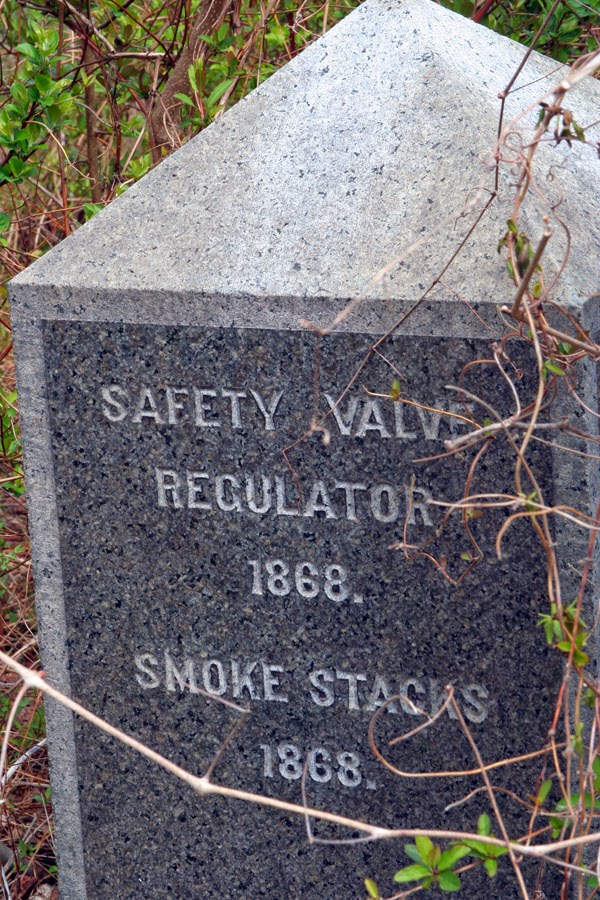 SAFETY VALVE
REGULATOR
1868.
SMOKE STACKS
1868.